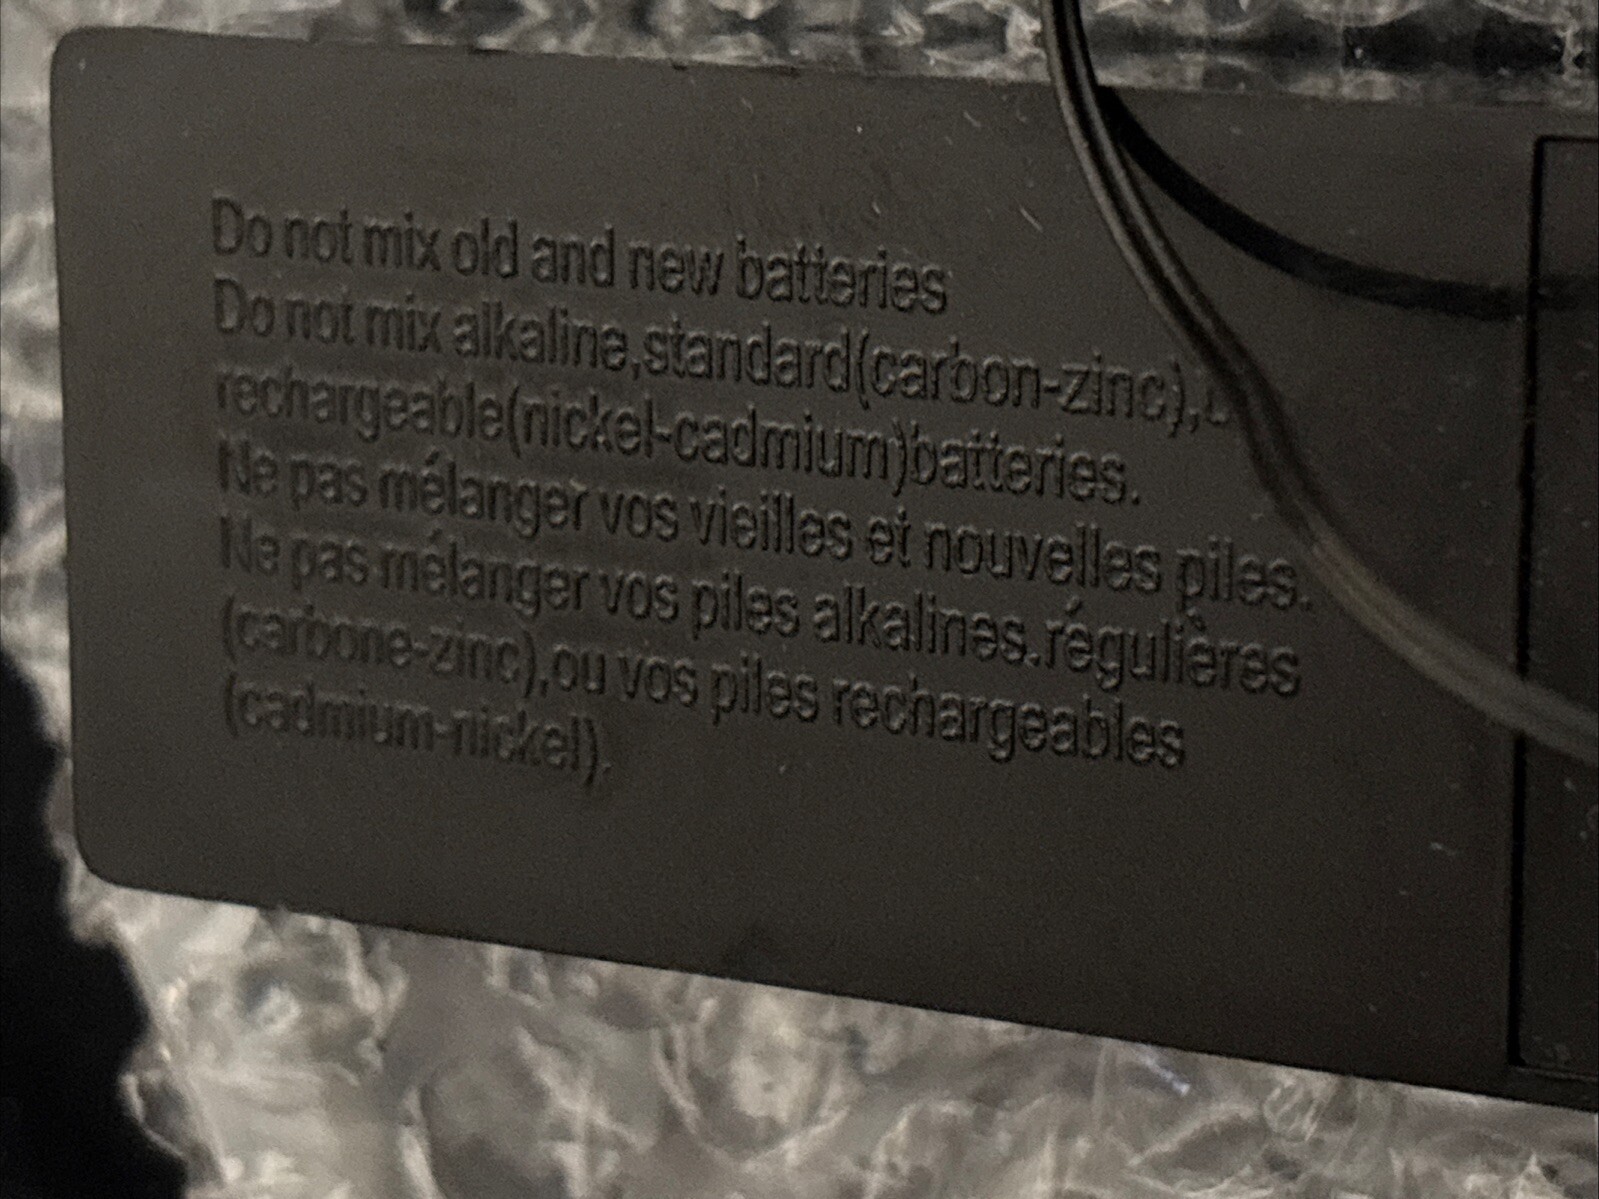 Do not mix old and new batteries
Do not mix alkaline,standard(carbon-zinc),
rechargeable(nickel-cadmium)batteries.
Ne pas mélanger vos vieilles et nouvelles piles.
Ne pas mélanger vos piles alkalines.régulières
(carbone-zinc),ou vos piles rechargeables
(cadmium-nickel).